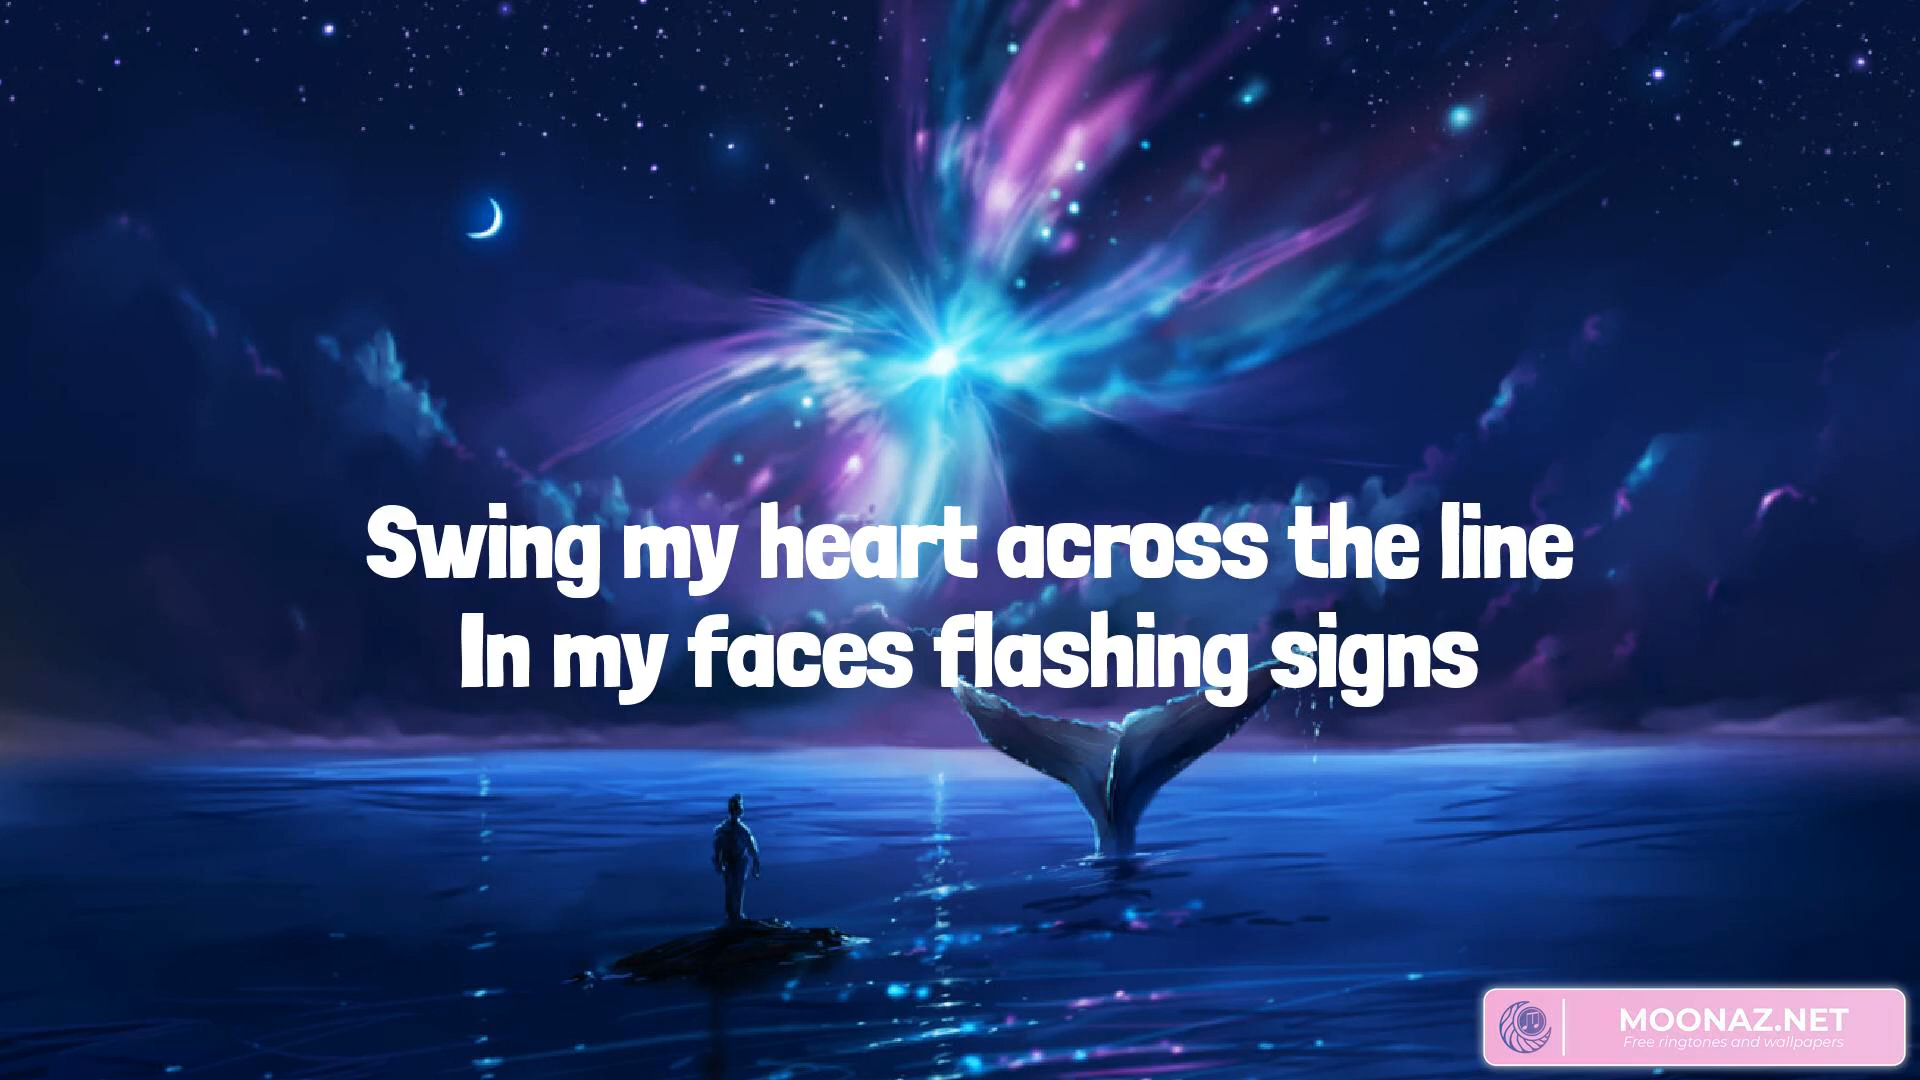 Swing my heart across the line
In my faces flashing signs
MOONAZ.NET
Free ringtones and wallpapers